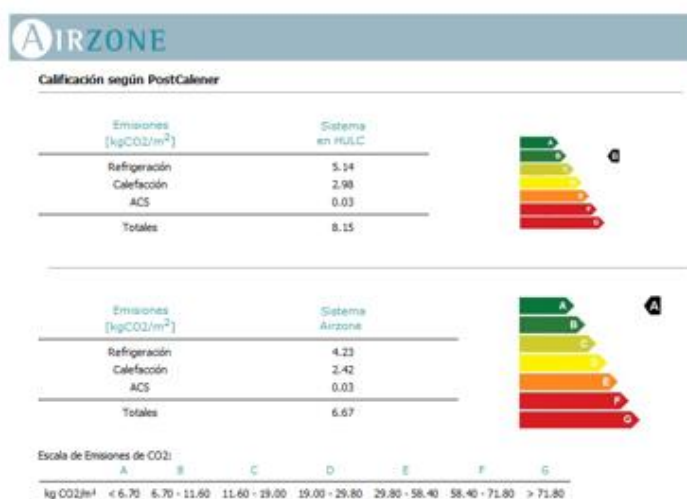 AIRZONE
Calificación según PostCalener
Emisiones Sistema
[kgCO2/m²] en HULC
Refrigeración 5.14
Calefacción 2.98
ACS 0.03
Totales 8.15
A
B
C
D
E
F
G
B
Emisiones Sistema
[kgCO2/m²] Airzone
Refrigeración 4.23
Calefacción 2.42
ACS 0.03
Totales 6.67
A
B
C
D
E
F
G
A
Escala de Emisiones de CO2:
A B C D E F G
kg CO2/m² < 6.70 6.70 - 11.60 11.60 - 19.00 19.00 - 29.80 29.80 - 58.40 58.40 - 71.80 > 71.80